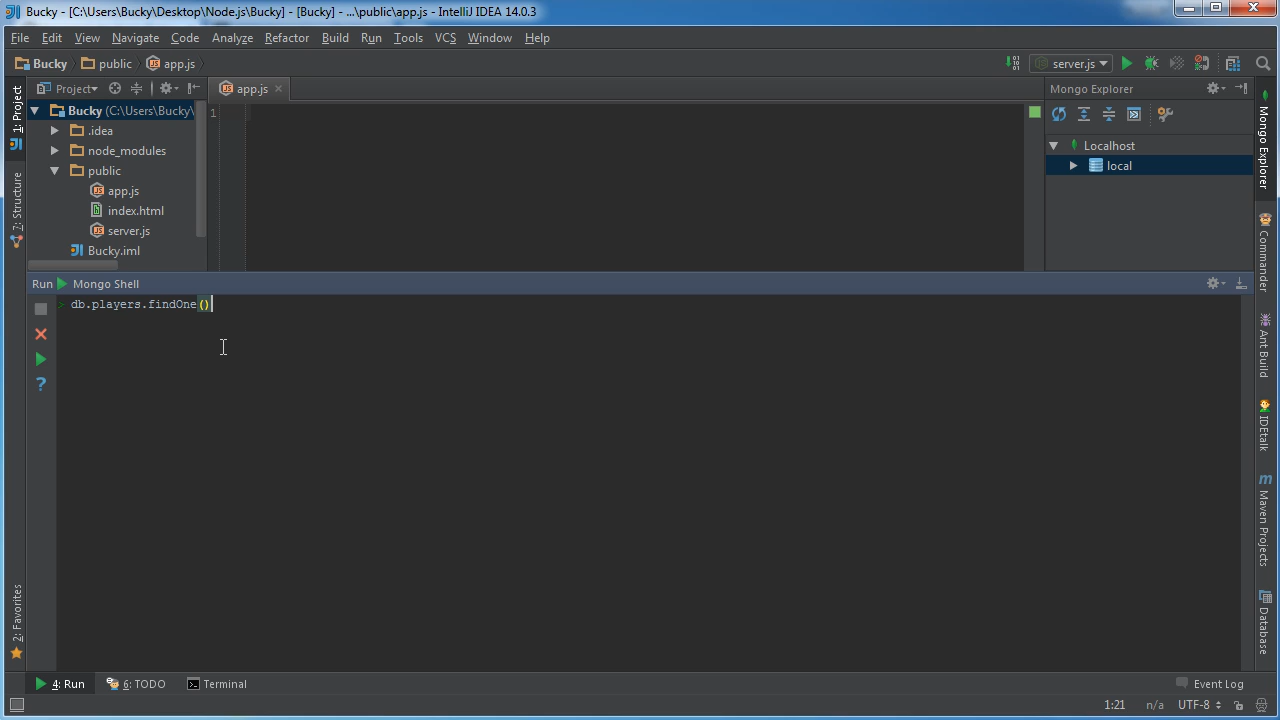 Bucky - [C:\Users\Bucky\Desktop\Node.js\Bucky] - [Bucky] - ...\public\app.js - IntelliJ IDEA 14.0.3
File Edit View Navigate Code Analyze Refactor Build Run Tools VCS Window Help
Bucky public app.js server.js
1: Project
7: Structure
2: Favorites
Project
Bucky (C:\Users\Bucky\
.idea
node_modules
public
app.js
index.html
server.js
Bucky.iml
app.js
1
Mongo Explorer
Localhost
local
Mongo Explorer
Commander
Ant Build
IDEtalk
Maven Projects
Database
Run Mongo Shell
> db.players.findOne()
4: Run 6: TODO Terminal Event Log
1:21 n/a UTF-8